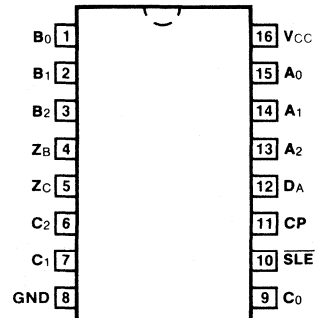 B0 1 16 VCC
B1 2 15 A0
B2 3 14 A1
ZB 4 13 A2
ZC 5 12 DA
C2 6 11 CP
C1 7 10 S̅L̅E̅
GND 8 9 C0